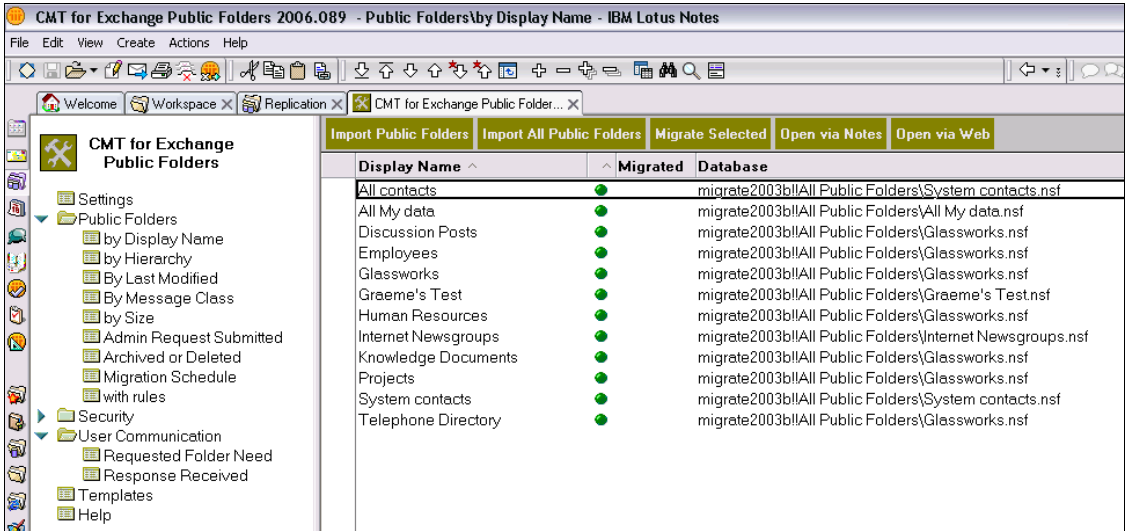 CMT for Exchange Public Folders 2006.089 - Public Folders\by Display Name - IBM Lotus Notes
File Edit View Create Actions Help
Welcome Workspace Replication CMT for Exchange Public Folder...
CMT for Exchange
Public Folders
Settings
Public Folders
by Display Name
by Hierarchy
By Last Modified
By Message Class
by Size
Admin Request Submitted
Archived or Deleted
Migration Schedule
with rules
Security
User Communication
Requested Folder Need
Response Received
Templates
Help
Import Public Folders Import All Public Folders Migrate Selected Open via Notes Open via Web
Display Name Migrated Database
All contacts migrate2003b!!All Public Folders\System contacts.nsf
All My data migrate2003b!!All Public Folders\All My data.nsf
Discussion Posts migrate2003b!!All Public Folders\Glassworks.nsf
Employees migrate2003b!!All Public Folders\Glassworks.nsf
Glassworks migrate2003b!!All Public Folders\Glassworks.nsf
Graeme's Test migrate2003b!!All Public Folders\Graeme's Test.nsf
Human Resources migrate2003b!!All Public Folders\Glassworks.nsf
Internet Newsgroups migrate2003b!!All Public Folders\Internet Newsgroups.nsf
Knowledge Documents migrate2003b!!All Public Folders\Glassworks.nsf
Projects migrate2003b!!All Public Folders\Glassworks.nsf
System contacts migrate2003b!!All Public Folders\System contacts.nsf
Telephone Directory migrate2003b!!All Public Folders\Glassworks.nsf